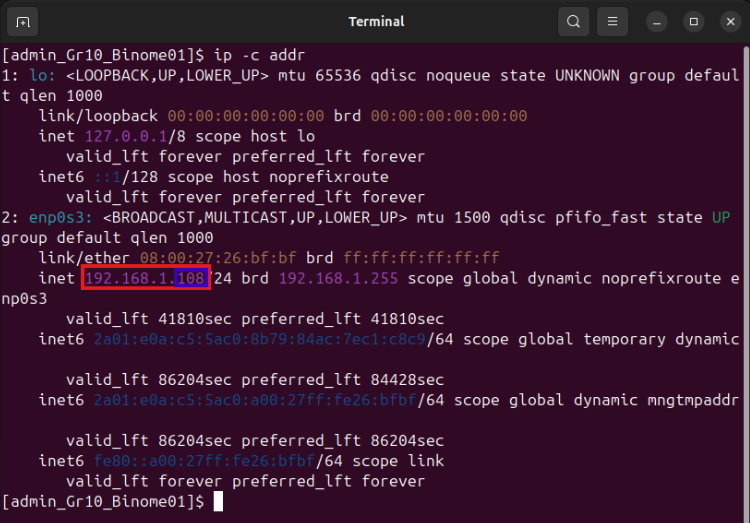 Terminal
[admin_Gr10_Binome01]$ ip -c addr
1: lo: <LOOPBACK,UP,LOWER_UP> mtu 65536 qdisc noqueue state UNKNOWN group defaul
t qlen 1000
    link/loopback 00:00:00:00:00:00 brd 00:00:00:00:00:00
    inet 127.0.0.1/8 scope host lo
       valid_lft forever preferred_lft forever
    inet6 ::1/128 scope host noprefixroute
       valid_lft forever preferred_lft forever
2: enp0s3: <BROADCAST,MULTICAST,UP,LOWER_UP> mtu 1500 qdisc pfifo_fast state UP
group default qlen 1000
    link/ether 08:00:27:26:bf:bf brd ff:ff:ff:ff:ff:ff
    inet 192.168.1.108/24 brd 192.168.1.255 scope global dynamic noprefixroute e
np0s3
       valid_lft 41810sec preferred_lft 41810sec
    inet6 2a01:e0a:c5:5ac0:8b79:84ac:7ec1:c8c9/64 scope global temporary dynamic
       valid_lft 86204sec preferred_lft 84428sec
    inet6 2a01:e0a:c5:5ac0:a00:27ff:fe26:bfbf/64 scope global dynamic mngtmpaddr
       valid_lft 86204sec preferred_lft 86204sec
    inet6 fe80::a00:27ff:fe26:bfbf/64 scope link
       valid_lft forever preferred_lft forever
[admin_Gr10_Binome01]$